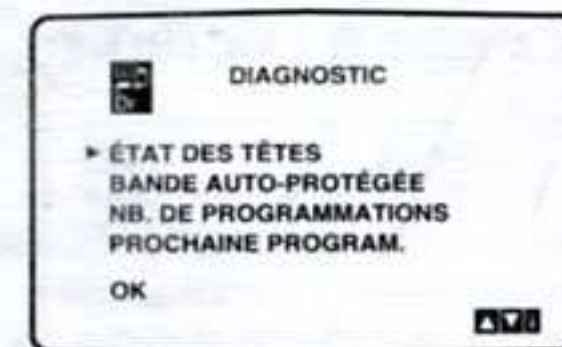 DIAGNOSTIC
► ÉTAT DES TÊTES
BANDE AUTO-PROTÉGÉE
NB. DE PROGRAMMATIONS
PROCHAINE PROGRAM.
OK
▲▼i